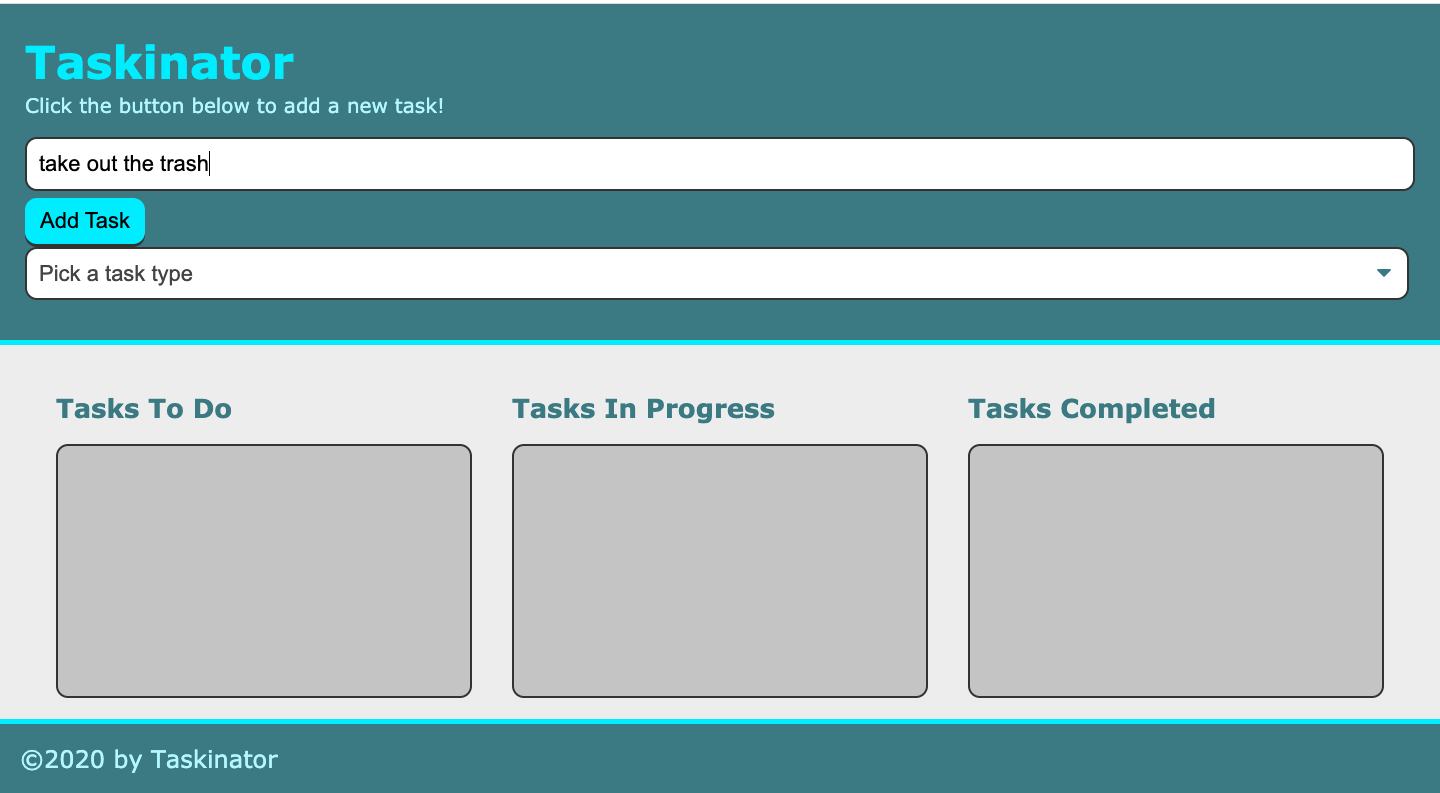 Taskinator
Click the button below to add a new task!
take out the trash
Add Task
Pick a task type
Tasks To Do
Tasks In Progress
Tasks Completed
©2020 by Taskinator